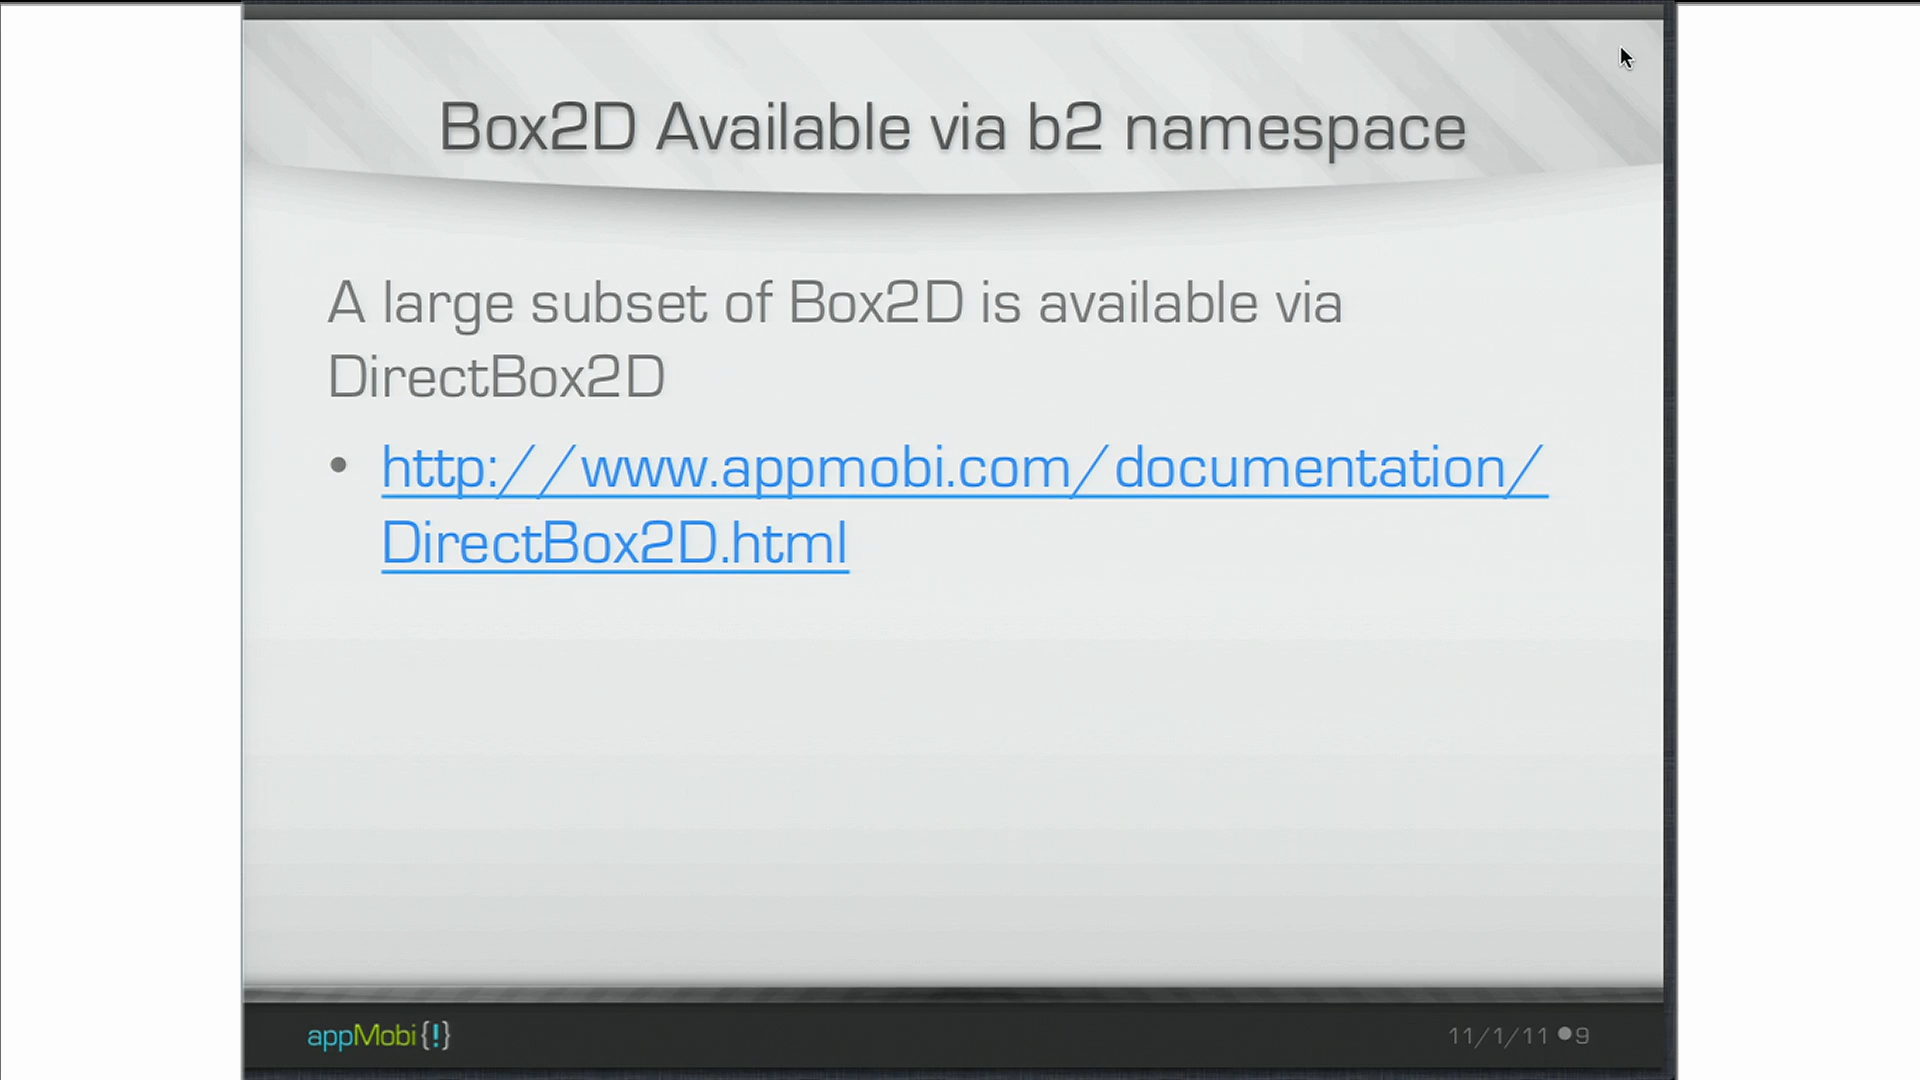 Box2D Available via b2 namespace
A large subset of Box2D is available via
DirectBox2D
• http://www.appmobi.com/documentation/
DirectBox2D.html
appMobi{!}
11/1/11 ●9